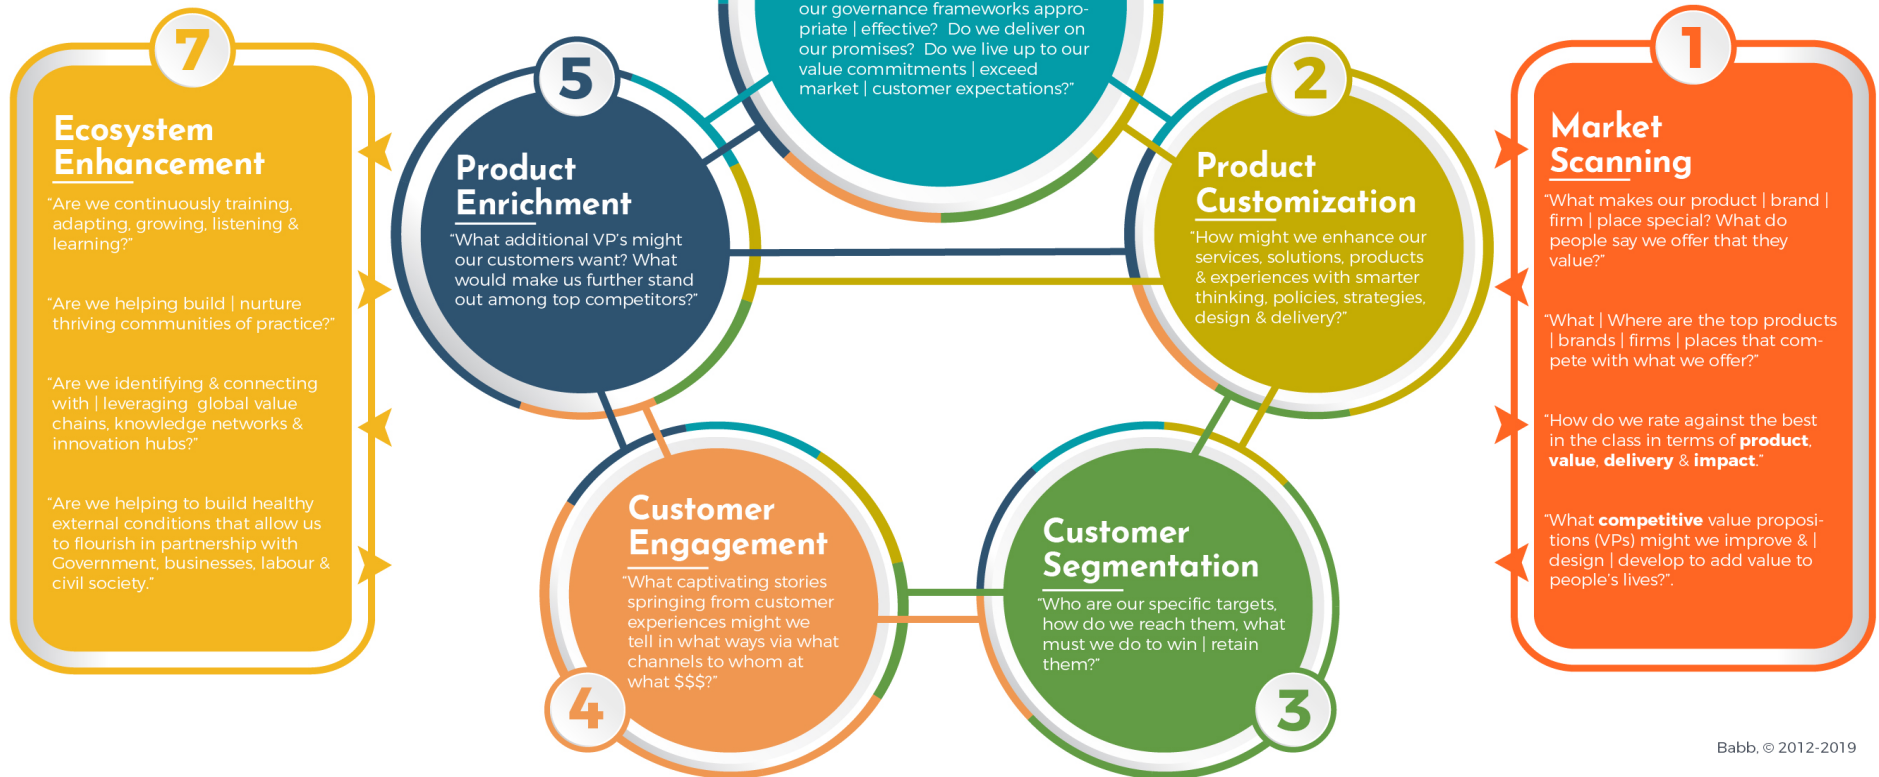 our governance frameworks appro-
priate | effective?  Do we deliver on
our promises?  Do we live up to our
value commitments | exceed
market | customer expectations?”
7
Ecosystem
Enhancement
“Are we continuously training,
adapting, growing, listening &
learning?”
“Are we helping build | nurture
thriving communities of practice?”
“Are we identifying & connecting
with | leveraging  global value
chains, knowledge networks &
innovation hubs?”
“Are we helping to build healthy
external conditions that allow us
to flourish in partnership with
Government, businesses, labour &
civil society.”
5
Product
Enrichment
“What additional VP’s might
our customers want? What
would make us further stand
out among top competitors?”
2
Product
Customization
“How might we enhance our
services, solutions, products
& experiences with smarter
thinking, policies, strategies,
design & delivery?”
1
Market
Scanning
“What makes our product | brand |
firm | place special? What do
people say we offer that they
value?”
“What | Where are the top products
| brands | firms | places that com-
pete with what we offer?”
“How do we rate against the best
in the class in terms of product,
value, delivery & impact.”
“What competitive value proposi-
tions (VPs) might we improve & |
design | develop to add value to
people’s lives?”.
Customer
Engagement
“What captivating stories
springing from customer
experiences might we
tell in what ways via what
channels to whom at
what $$$?”
4
Customer
Segmentation
“Who are our specific targets,
how do we reach them, what
must we do to win | retain
them?”
3
Babb, © 2012-2019